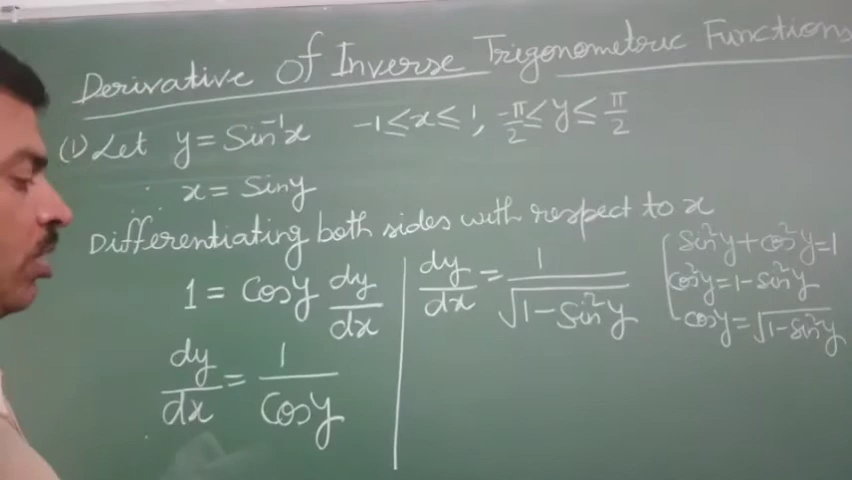 Derivative Of Inverse Trigonometric Functions
(1) Let y = Sin⁻¹x -1≤x≤1, -π/2≤y≤π/2
∴ x = Siny
Differentiating both sides with respect to x
1 = Cosy dy/dx
dy/dx = 1/Cosy
dy/dx = 1/√(1-Sin²y)
Sin²y+cos²y=1
cos²y=1-Sin²y
cosy=√(1-Sin²y)